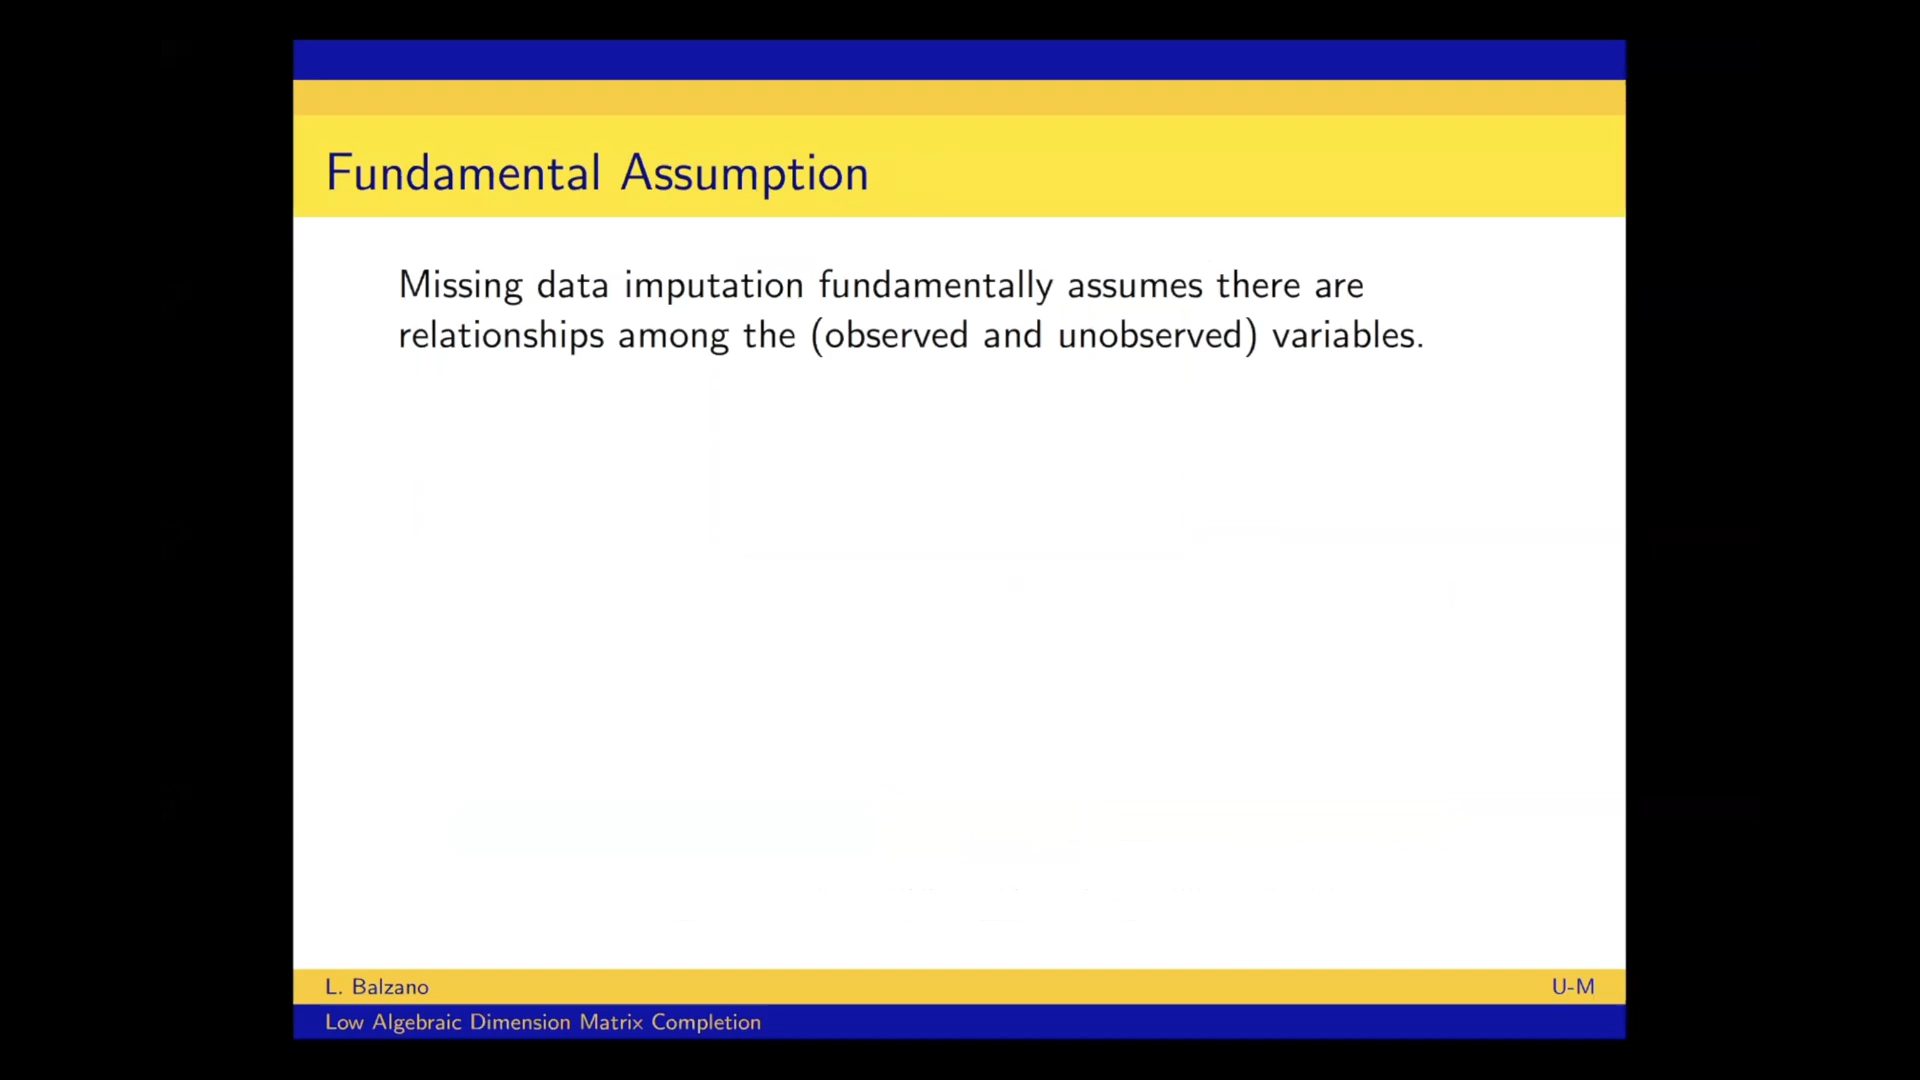 Fundamental Assumption
Missing data imputation fundamentally assumes there are
relationships among the (observed and unobserved) variables.
L. Balzano
U-M
Low Algebraic Dimension Matrix Completion